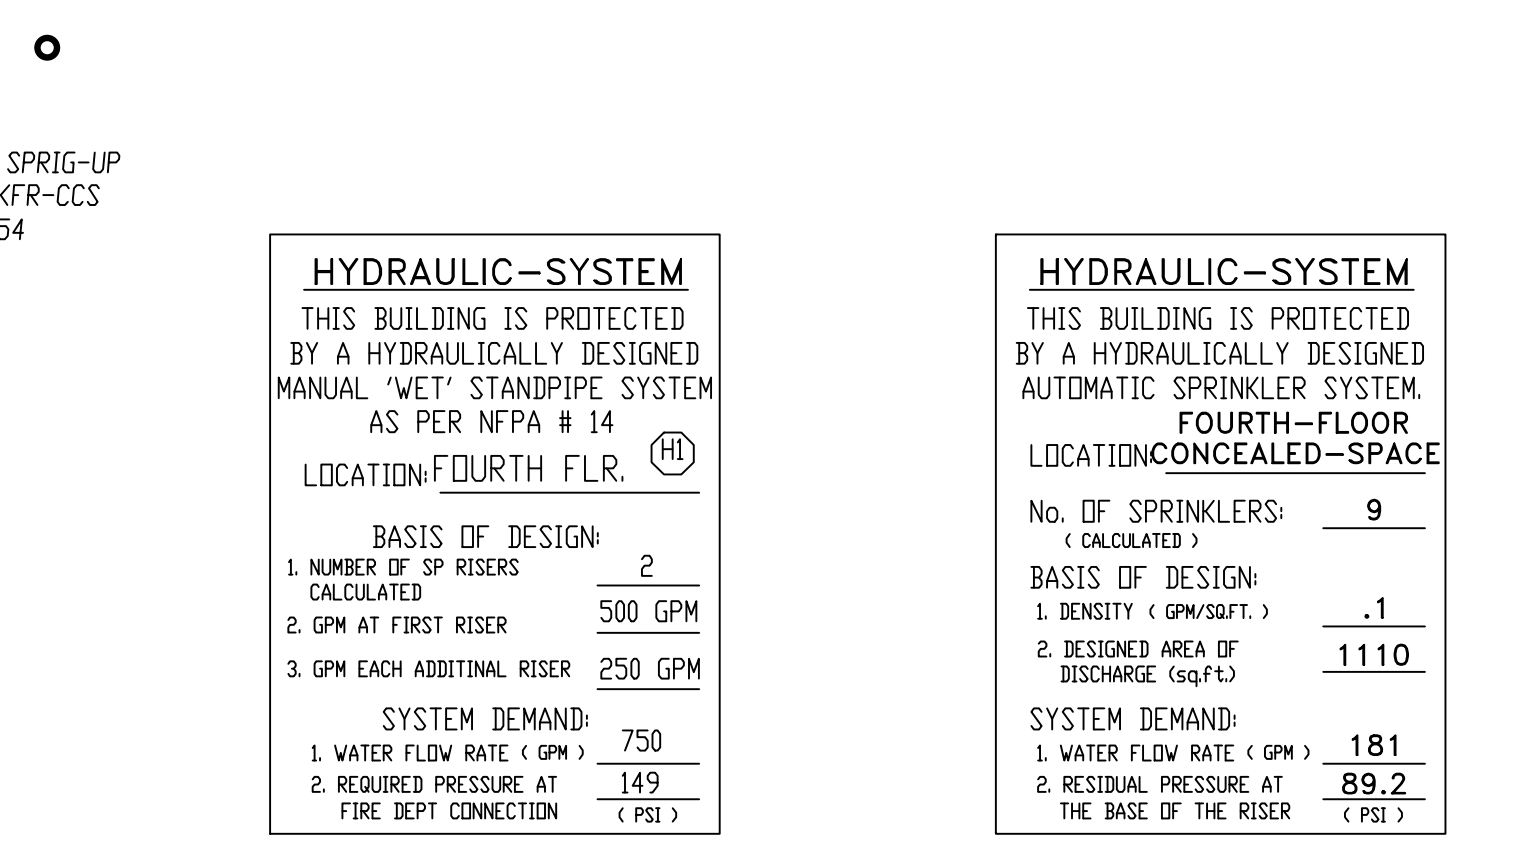 SPRIG-UP
KFR-CCS
54
HYDRAULIC-SYSTEM
THIS BUILDING IS PROTECTED
BY A HYDRAULICALLY DESIGNED
MANUAL 'WET' STANDPIPE SYSTEM
AS PER NFPA # 14
H1
LOCATION: FOURTH FLR.
BASIS OF DESIGN:
1. NUMBER OF SP RISERS 2
CALCULATED
2. GPM AT FIRST RISER 500 GPM
3. GPM EACH ADDITINAL RISER 250 GPM
SYSTEM DEMAND:
1. WATER FLOW RATE ( GPM ) 750
2. REQUIRED PRESSURE AT 149
FIRE DEPT CONNECTION ( PSI )
HYDRAULIC-SYSTEM
THIS BUILDING IS PROTECTED
BY A HYDRAULICALLY DESIGNED
AUTOMATIC SPRINKLER SYSTEM.
FOURTH-FLOOR
LOCATION: CONCEALED-SPACE
No. OF SPRINKLERS: 9
( CALCULATED )
BASIS OF DESIGN:
1. DENSITY ( GPM/SQ.FT. ) .1
2. DESIGNED AREA OF 1110
DISCHARGE (sq.ft.)
SYSTEM DEMAND:
1. WATER FLOW RATE ( GPM ) 181
2. RESIDUAL PRESSURE AT 89.2
THE BASE OF THE RISER ( PSI )